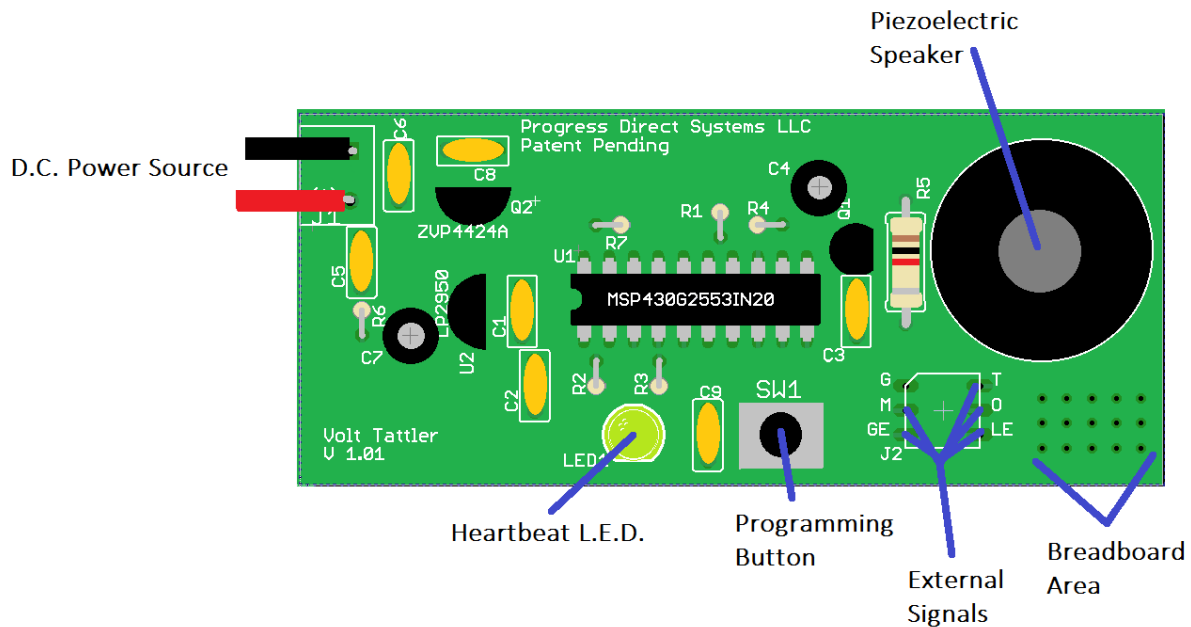 Piezoelectric
Speaker
D.C. Power Source
Progress Direct Systems LLC
Patent Pending
C6
C8
Q2
ZVP4424A
C4
Q1
R5
R7
R1
R4
U1
MSP430G2553IN20
C5
R6
C7
LP2950
U2
C1
C2
C3
R2
R3
C9
SW1
G
T
M
O
GE
LE
J2
LED1
Volt Tattler
V 1.01
Heartbeat L.E.D.
Programming
Button
External
Signals
Breadboard
Area